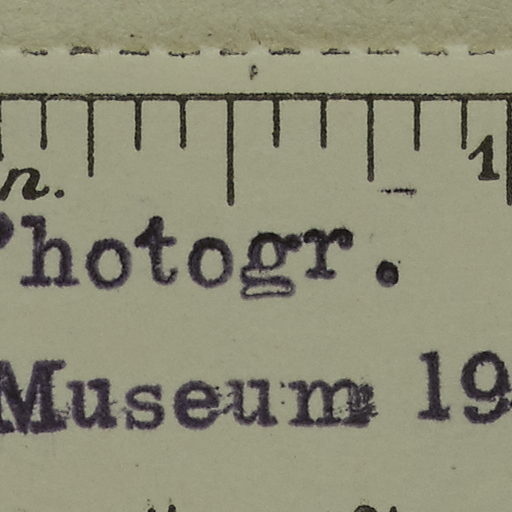 n. 1
Photogr.
Museum 19